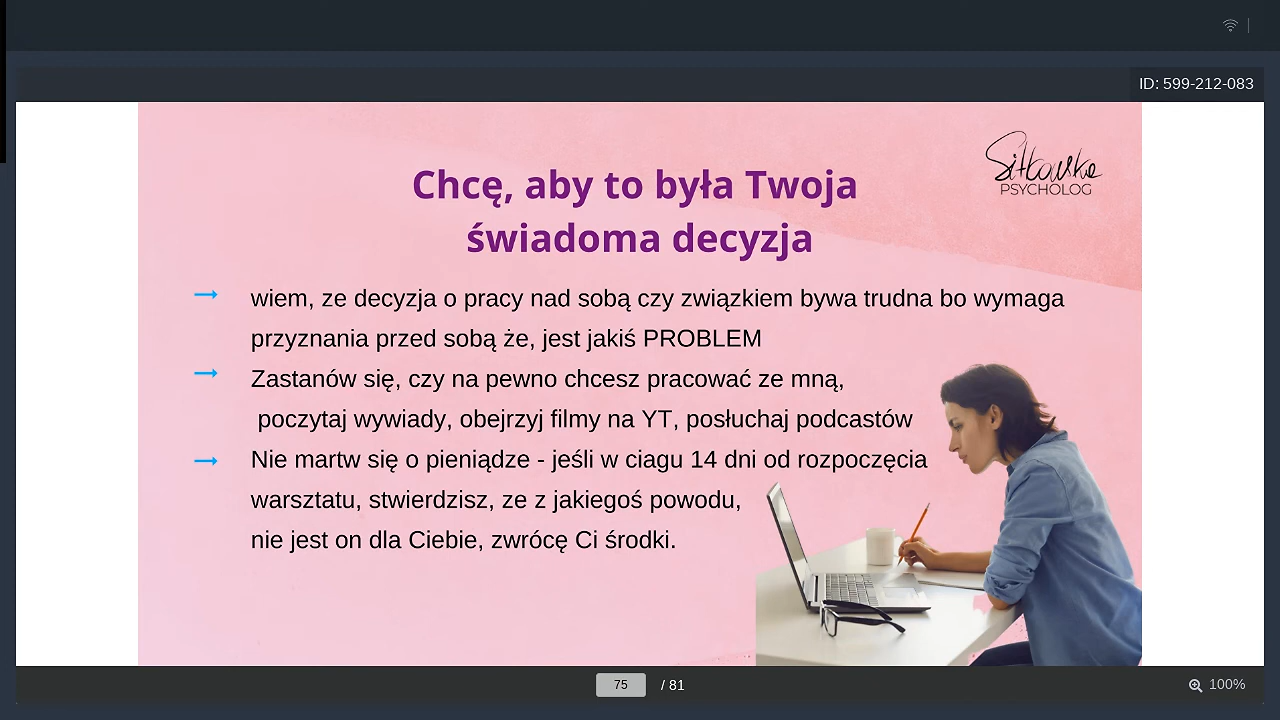 ID: 599-212-083
Siłowska
PSYCHOLOG
Chcę, aby to była Twoja
świadoma decyzja
wiem, ze decyzja o pracy nad sobą czy związkiem bywa trudna bo wymaga
przyznania przed sobą że, jest jakiś PROBLEM
Zastanów się, czy na pewno chcesz pracować ze mną,
poczytaj wywiady, obejrzyj filmy na YT, posłuchaj podcastów
Nie martw się o pieniądze - jeśli w ciagu 14 dni od rozpoczęcia
warsztatu, stwierdzisz, ze z jakiegoś powodu,
nie jest on dla Ciebie, zwrócę Ci środki.
75 / 81
100%